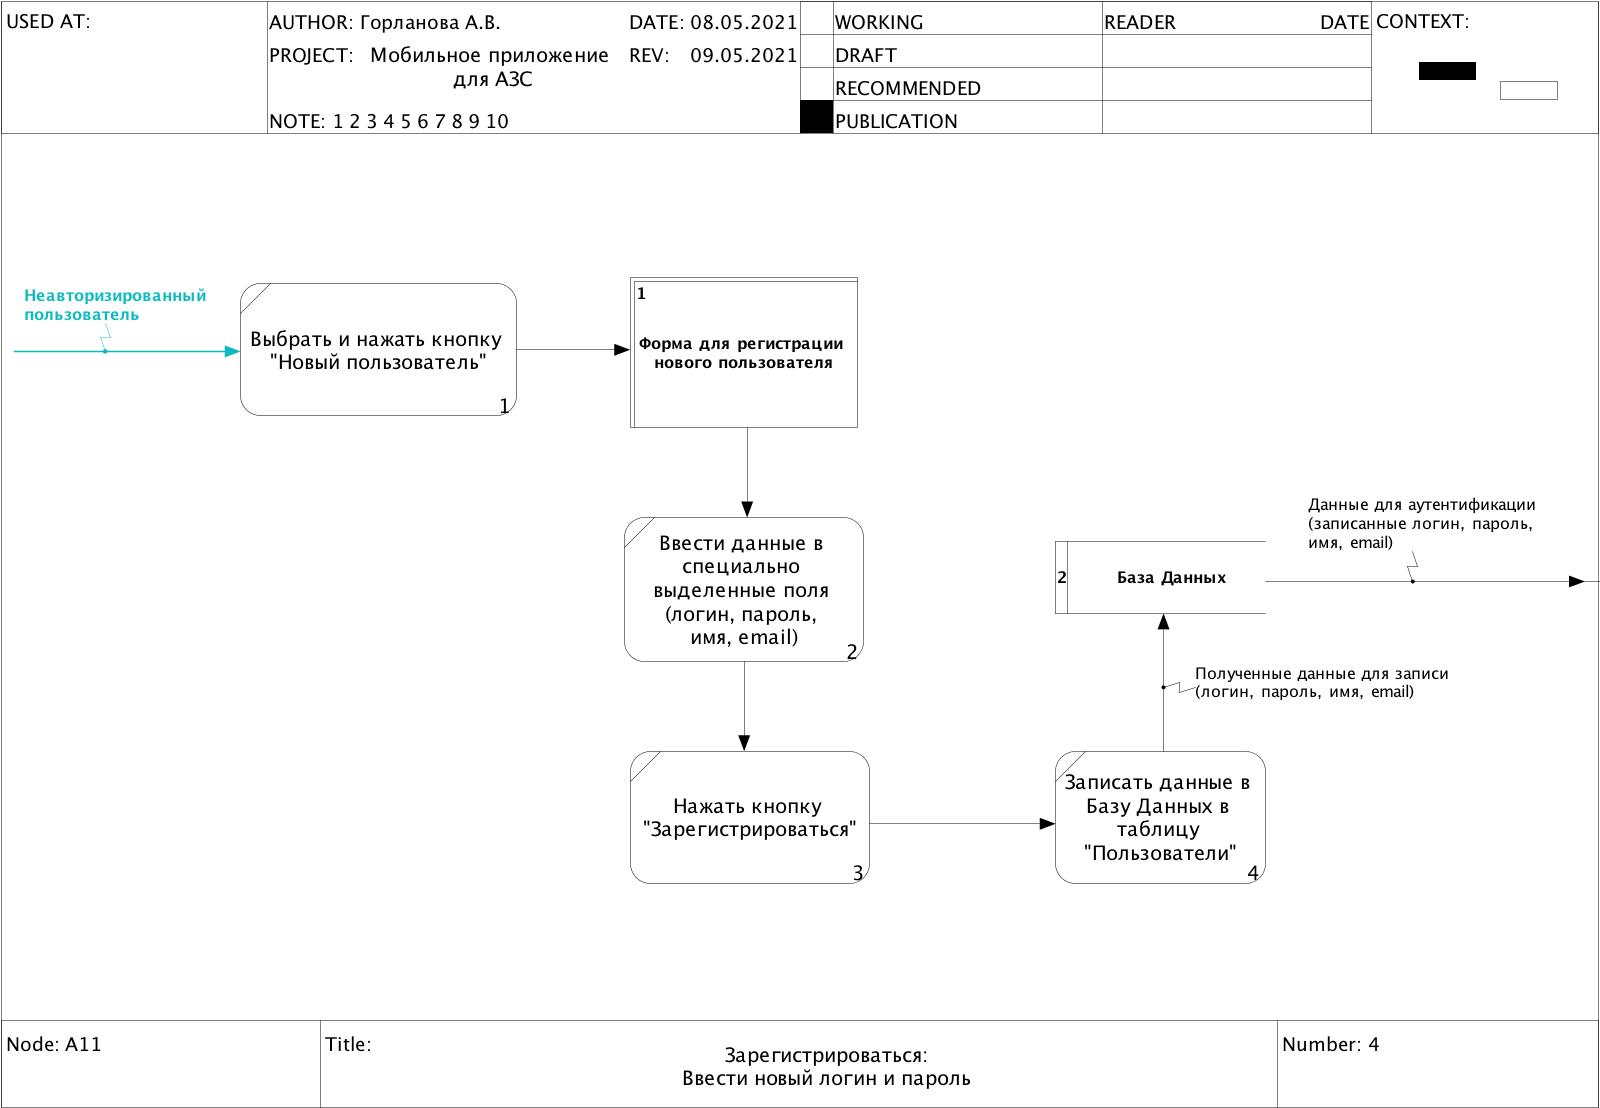 USED AT:
AUTHOR: Горланова А.В.
DATE: 08.05.2021
PROJECT: Мобильное приложение
для АЗС
REV: 09.05.2021
NOTE: 1 2 3 4 5 6 7 8 9 10
WORKING
DRAFT
RECOMMENDED
PUBLICATION
READER
DATE
CONTEXT:
Неавторизированный
пользователь
Выбрать и нажать кнопку
"Новый пользователь"
1
1
Форма для регистрации
нового пользователя
Ввести данные в
специально
выделенные поля
(логин, пароль,
имя, email)
2
Данные для аутентификации
(записанные логин, пароль,
имя, email)
2
База Данных
Полученные данные для записи
(логин, пароль, имя, email)
Нажать кнопку
"Зарегистрироваться"
3
Записать данные в
Базу Данных в
таблицу
"Пользователи"
4
Node: A11
Title:
Зарегистрироваться:
Ввести новый логин и пароль
Number: 4